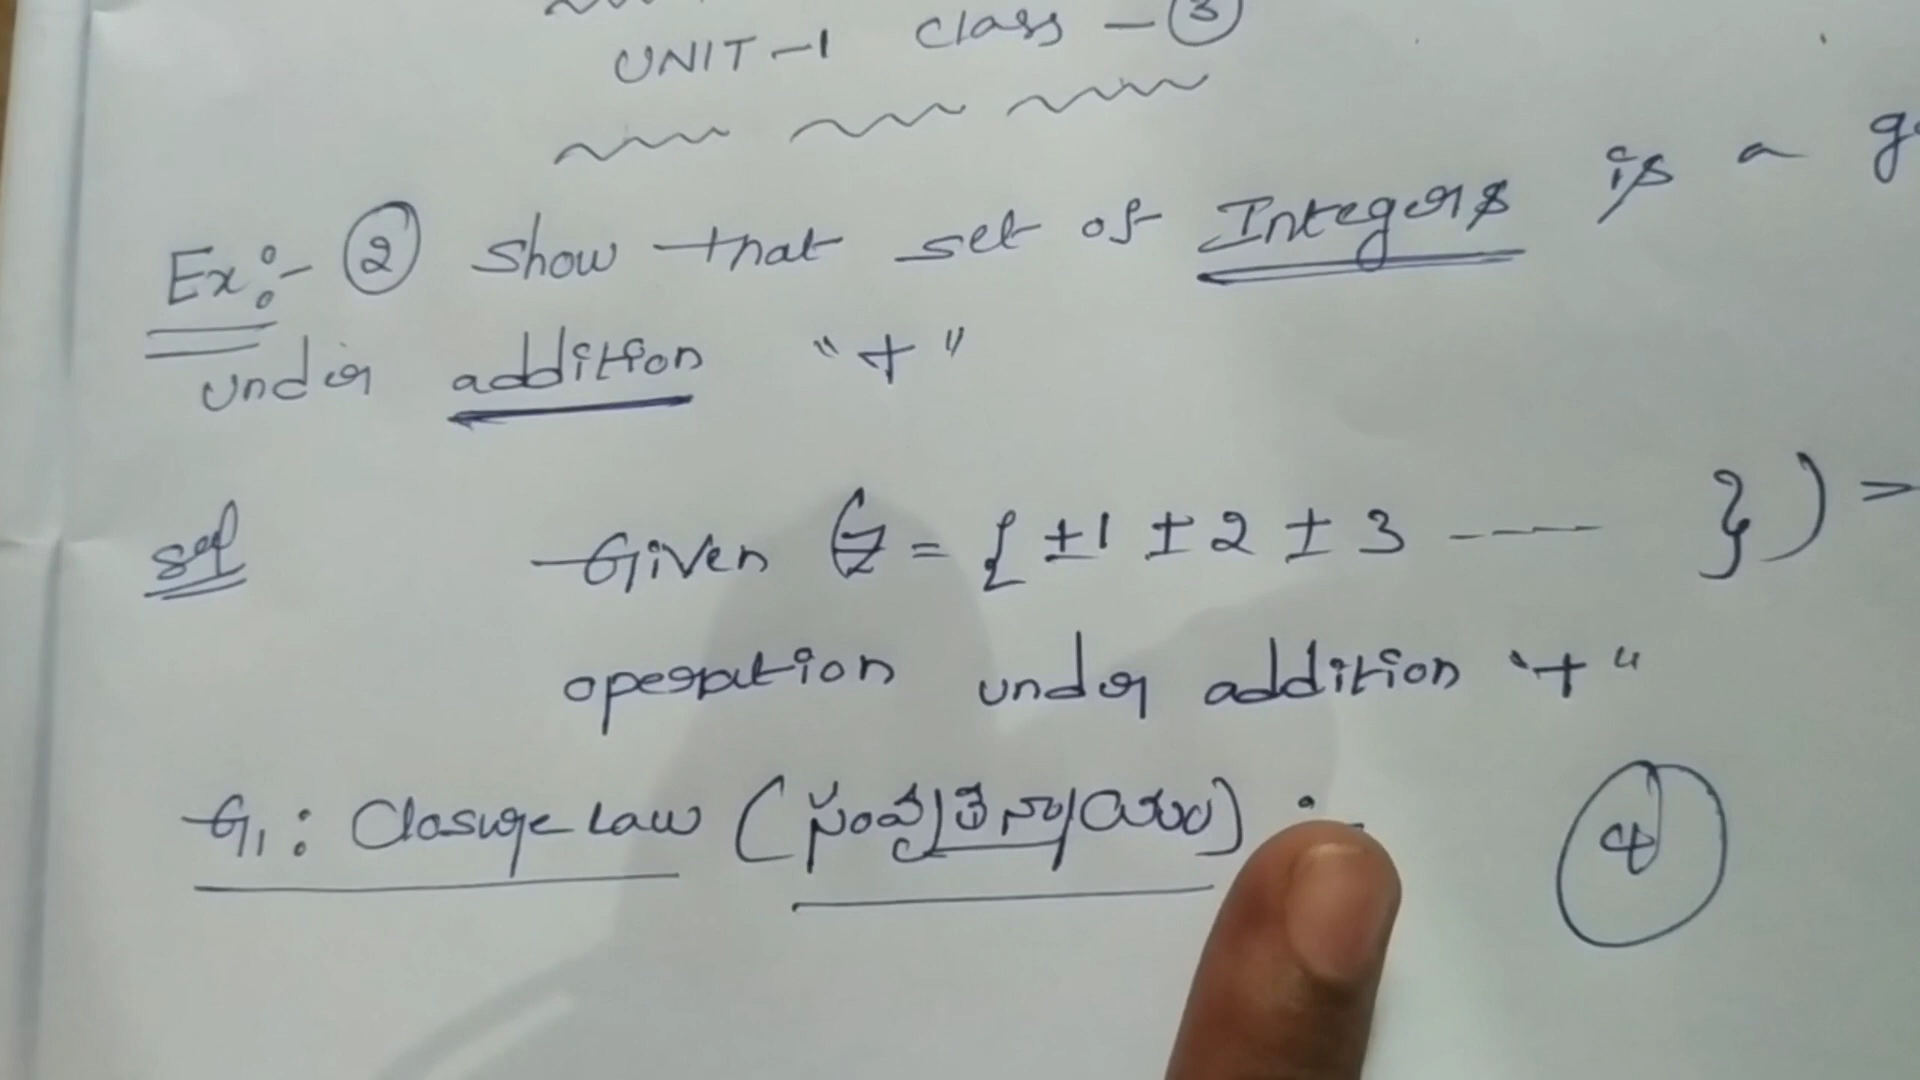 UNIT-1 Class - ③
Ex:- ② Show that set of Integers is a g
under addition "+"
sol Given (Z = { ±1 ±2 ±3 ---- })
operation under addition "+"
G₁: Closure Law (సంవృత న్యాయం) :